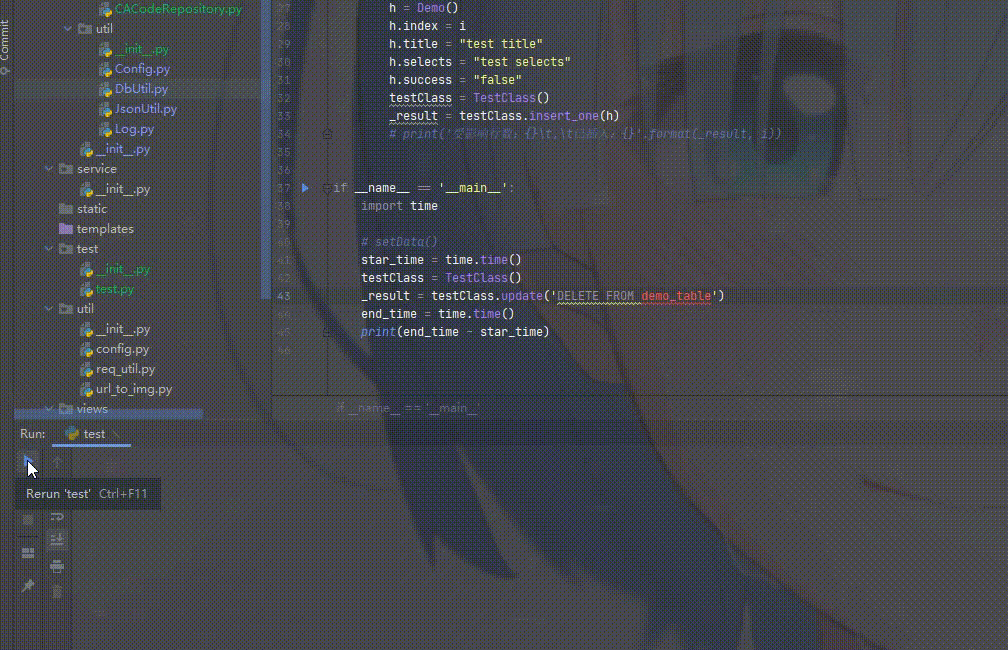 Commit
CACodeRepository.py
util
__init__.py
Config.py
DbUtil.py
JsonUtil.py
Log.py
__init__.py
service
__init__.py
static
templates
test
__init__.py
test.py
util
__init__.py
config.py
req_util.py
url_to_img.py
views
27 h = Demo()
28 h.index = i
29 h.title = "test title"
30 h.selects = "test selects"
31 h.success = "false"
32 testClass = TestClass()
33 _result = testClass.insert_one(h)
34 # print('受影响行数：{}\t,\t已插入：{}'.format(_result, i))
35
36
37 if __name__ == '__main__':
38 import time
39
40 # setData()
41 star_time = time.time()
42 testClass = TestClass()
43 _result = testClass.update('DELETE FROM demo_table')
44 end_time = time.time()
45 print(end_time - star_time)
46
if __name__ == '__main__'
Run: test
Rerun 'test' Ctrl+F11